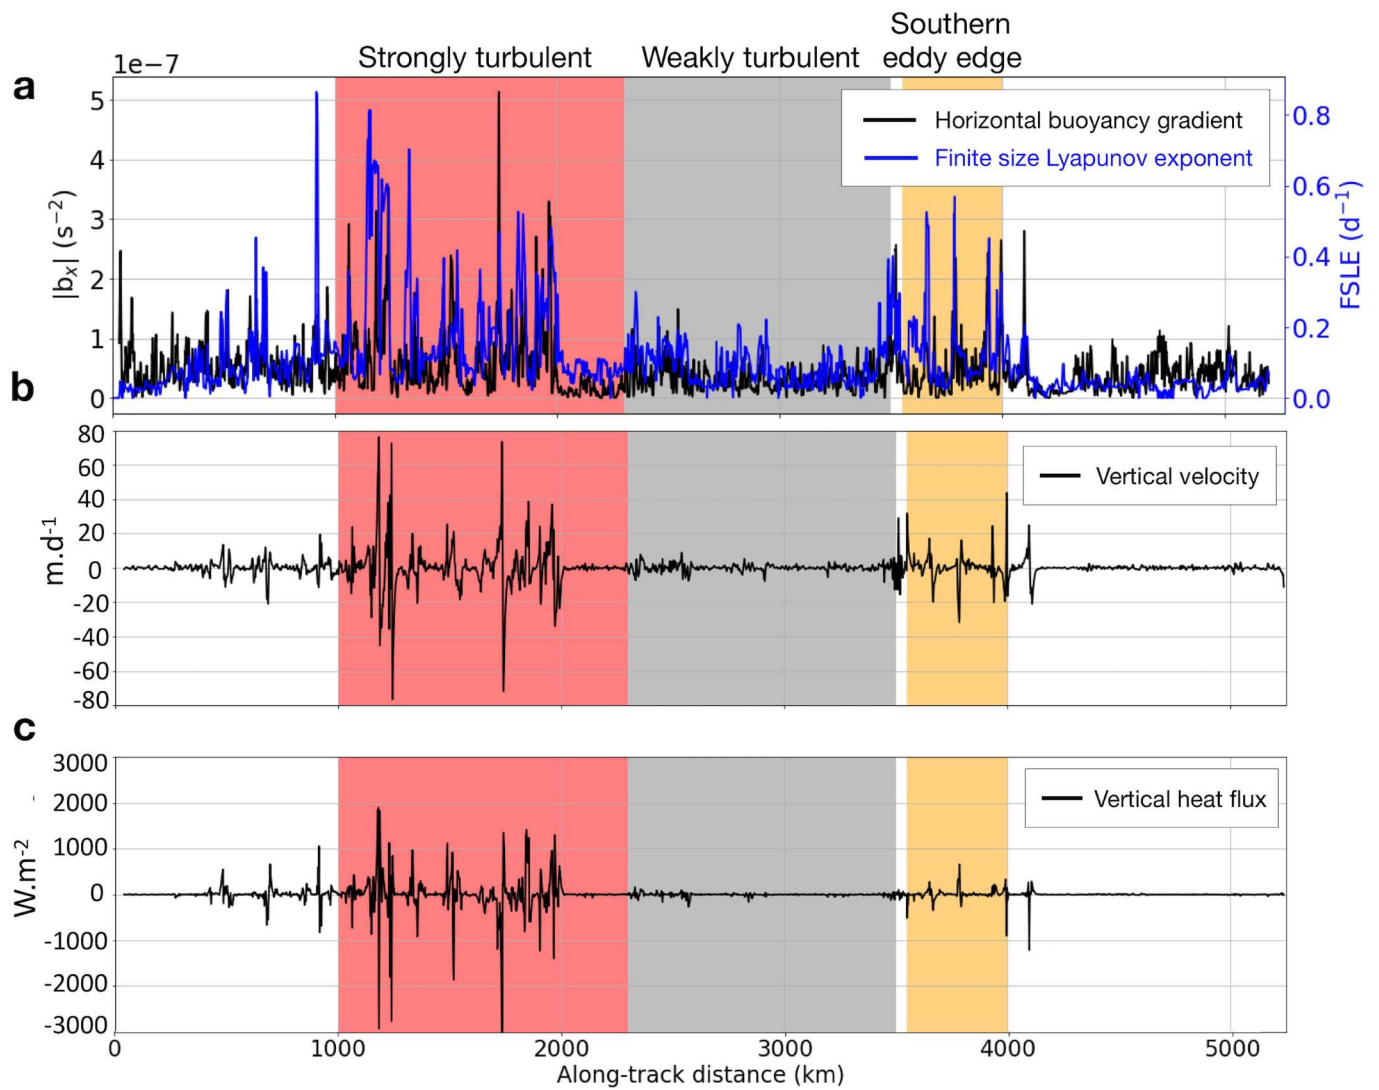 Southern
Strongly turbulent Weakly turbulent eddy edge
a
1e−7
5
4
3
2
1
0
|bₓ| (s⁻²)
Horizontal buoyancy gradient
Finite size Lyapunov exponent
0.8
0.6
0.4
0.2
0.0
FSLE (d⁻¹)
b
80
60
40
20
0
-20
-40
-60
-80
m.d⁻¹
Vertical velocity
c
3000
2000
1000
0
-1000
-2000
-3000
W.m⁻²
Vertical heat flux
0 1000 2000 3000 4000 5000
Along-track distance (km)